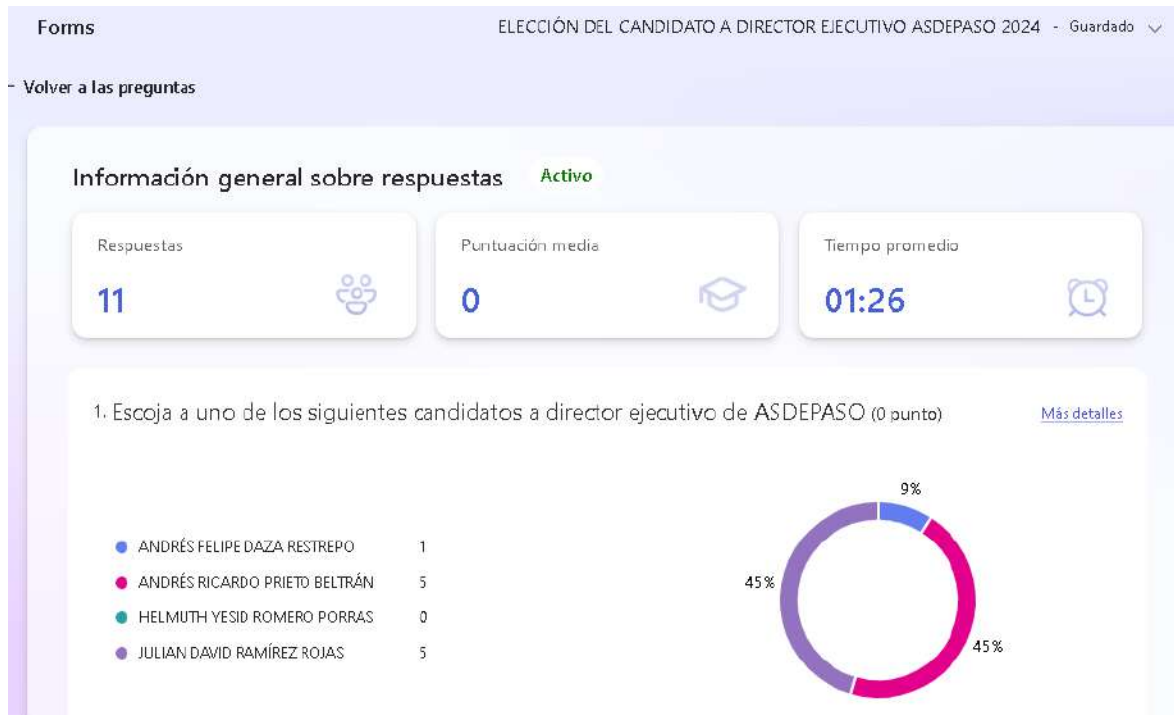 Forms
ELECCIÓN DEL CANDIDATO A DIRECTOR EJECUTIVO ASDEPASO 2024 - Guardado
Volver a las preguntas
Información general sobre respuestas Activo
Respuestas
11
Puntuación media
0
Tiempo promedio
01:26
1. Escoja a uno de los siguientes candidatos a director ejecutivo de ASDEPASO (0 punto) Más detalles
ANDRÉS FELIPE DAZA RESTREPO 1
ANDRÉS RICARDO PRIETO BELTRÁN 5
HELMUTH YESID ROMERO PORRAS 0
JULIAN DAVID RAMÍREZ ROJAS 5
9%
45%
45%